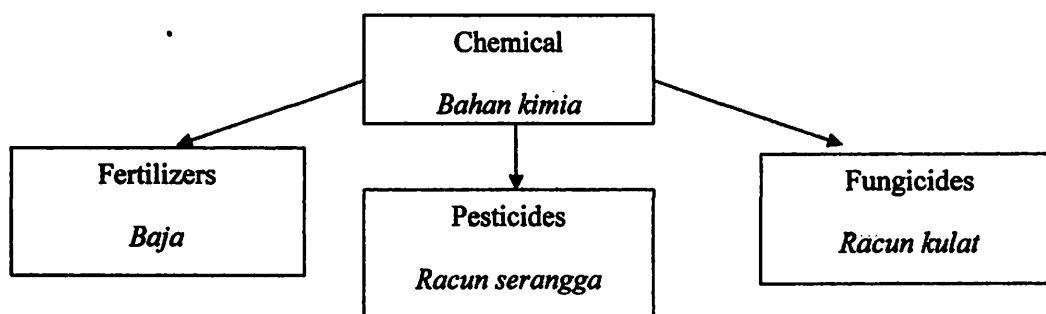 Chemical
Bahan kimia
Fertilizers
Baja
Pesticides
Racun serangga
Fungicides
Racun kulat